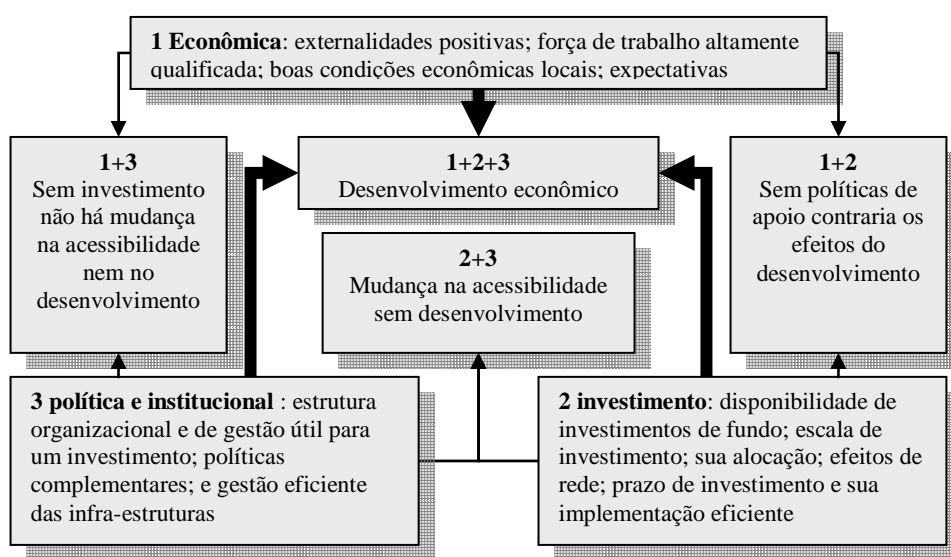 1 Econômica: externalidades positivas; força de trabalho altamente
qualificada; boas condições econômicas locais; expectativas
1+3
Sem investimento
não há mudança
na acessibilidade
nem no
desenvolvimento
1+2+3
Desenvolvimento econômico
1+2
Sem políticas de
apoio contraria os
efeitos do
desenvolvimento
2+3
Mudança na acessibilidade
sem desenvolvimento
3 política e institucional : estrutura
organizacional e de gestão útil para
um investimento; políticas
complementares; e gestão eficiente
das infra-estruturas
2 investimento: disponibilidade de
investimentos de fundo; escala de
investimento; sua alocação; efeitos de
rede; prazo de investimento e sua
implementação eficiente